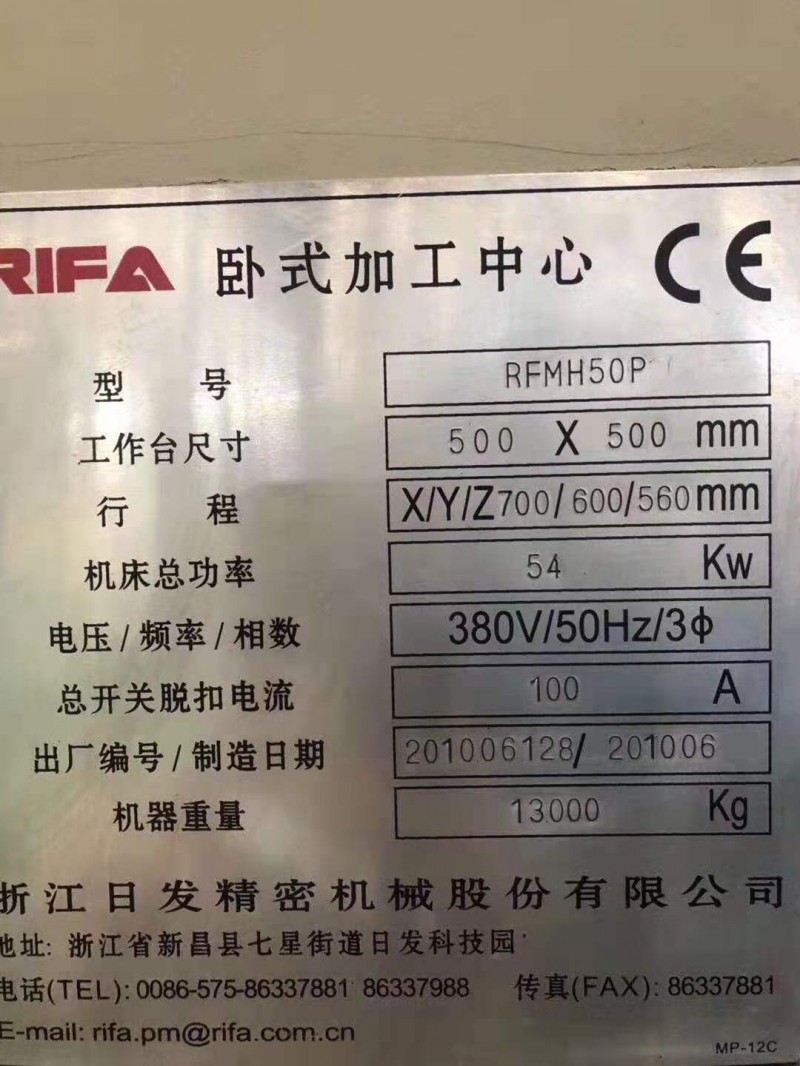 RIFA 卧式加工中心 CE
型号 RFMH50P
工作台尺寸 500 X 500 mm
行程 X/Y/Z700/600/560mm
机床总功率 54 Kw
电压/频率/相数 380V/50Hz/3ф
总开关脱扣电流 100 A
出厂编号/制造日期 201006128/ 201006
机器重量 13000 Kg
浙江日发精密机械股份有限公司
地址: 浙江省新昌县七星街道日发科技园
电话(TEL): 0086-575-86337881 86337988 传真(FAX): 86337881
E-mail: rifa.pm@rifa.com.cn
MP-12C